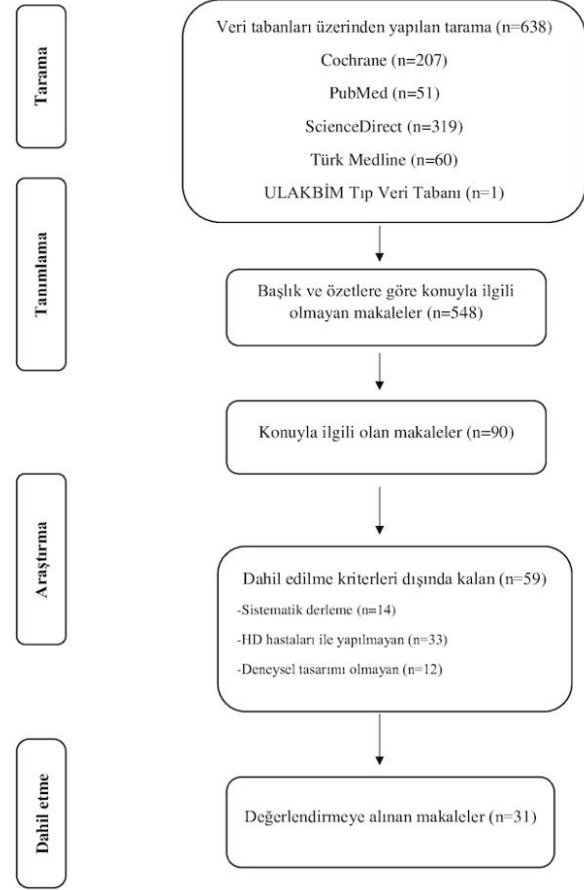 Tarama
Veri tabanları üzerinden yapılan tarama (n=638)
Cochrane (n=207)
PubMed (n=51)
ScienceDirect (n=319)
Türk Medline (n=60)
ULAKBİM Tıp Veri Tabanı (n=1)
Tanımlama
Başlık ve özetlere göre konuyla ilgili
olmayan makaleler (n=548)
Konuyla ilgili olan makaleler (n=90)
Araştırma
Dahil edilme kriterleri dışında kalan (n=59)
-Sistematik derleme (n=14)
-HD hastaları ile yapılmayan (n=33)
-Deneysel tasarımı olmayan (n=12)
Dahil etme
Değerlendirmeye alınan makaleler (n=31)